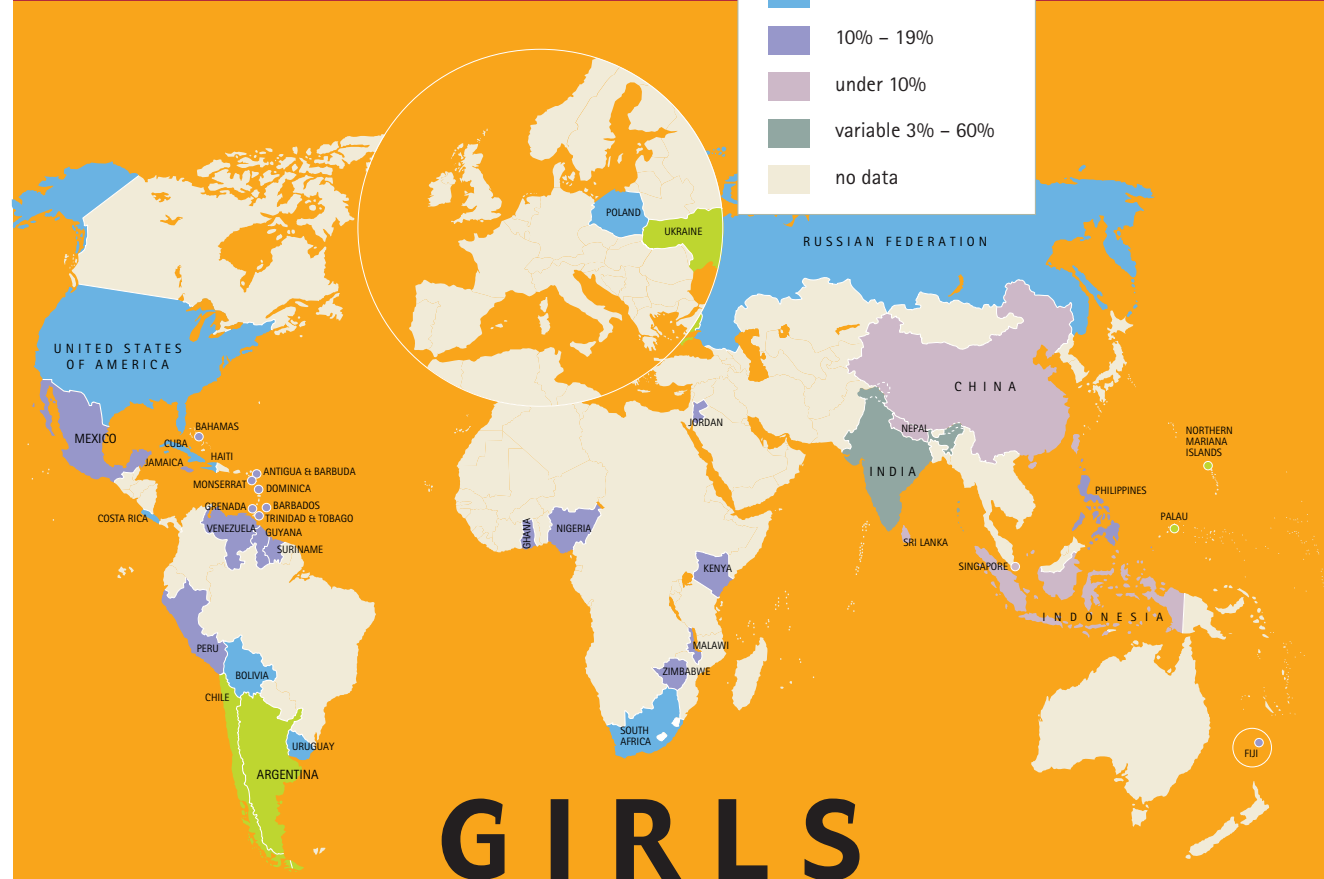 10% – 19%
under 10%
variable 3% – 60%
no data
POLAND
UKRAINE
RUSSIAN FEDERATION
UNITED STATES
OF AMERICA
CHINA
MEXICO
BAHAMAS
CUBA
HAITI
JAMAICA
ANTIGUA & BARBUDA
MONSERRAT
DOMINICA
GRENADA
BARBADOS
TRINIDAD & TOBAGO
COSTA RICA
VENEZUELA
GUYANA
SURINAME
JORDAN
NEPAL
INDIA
NORTHERN
MARIANA
ISLANDS
PHILIPPINES
PALAU
GHANA
NIGERIA
KENYA
SRI LANKA
SINGAPORE
INDONESIA
PERU
BOLIVIA
CHILE
MALAWI
ZIMBABWE
SOUTH
AFRICA
URUGUAY
ARGENTINA
FIJI
GIRLS